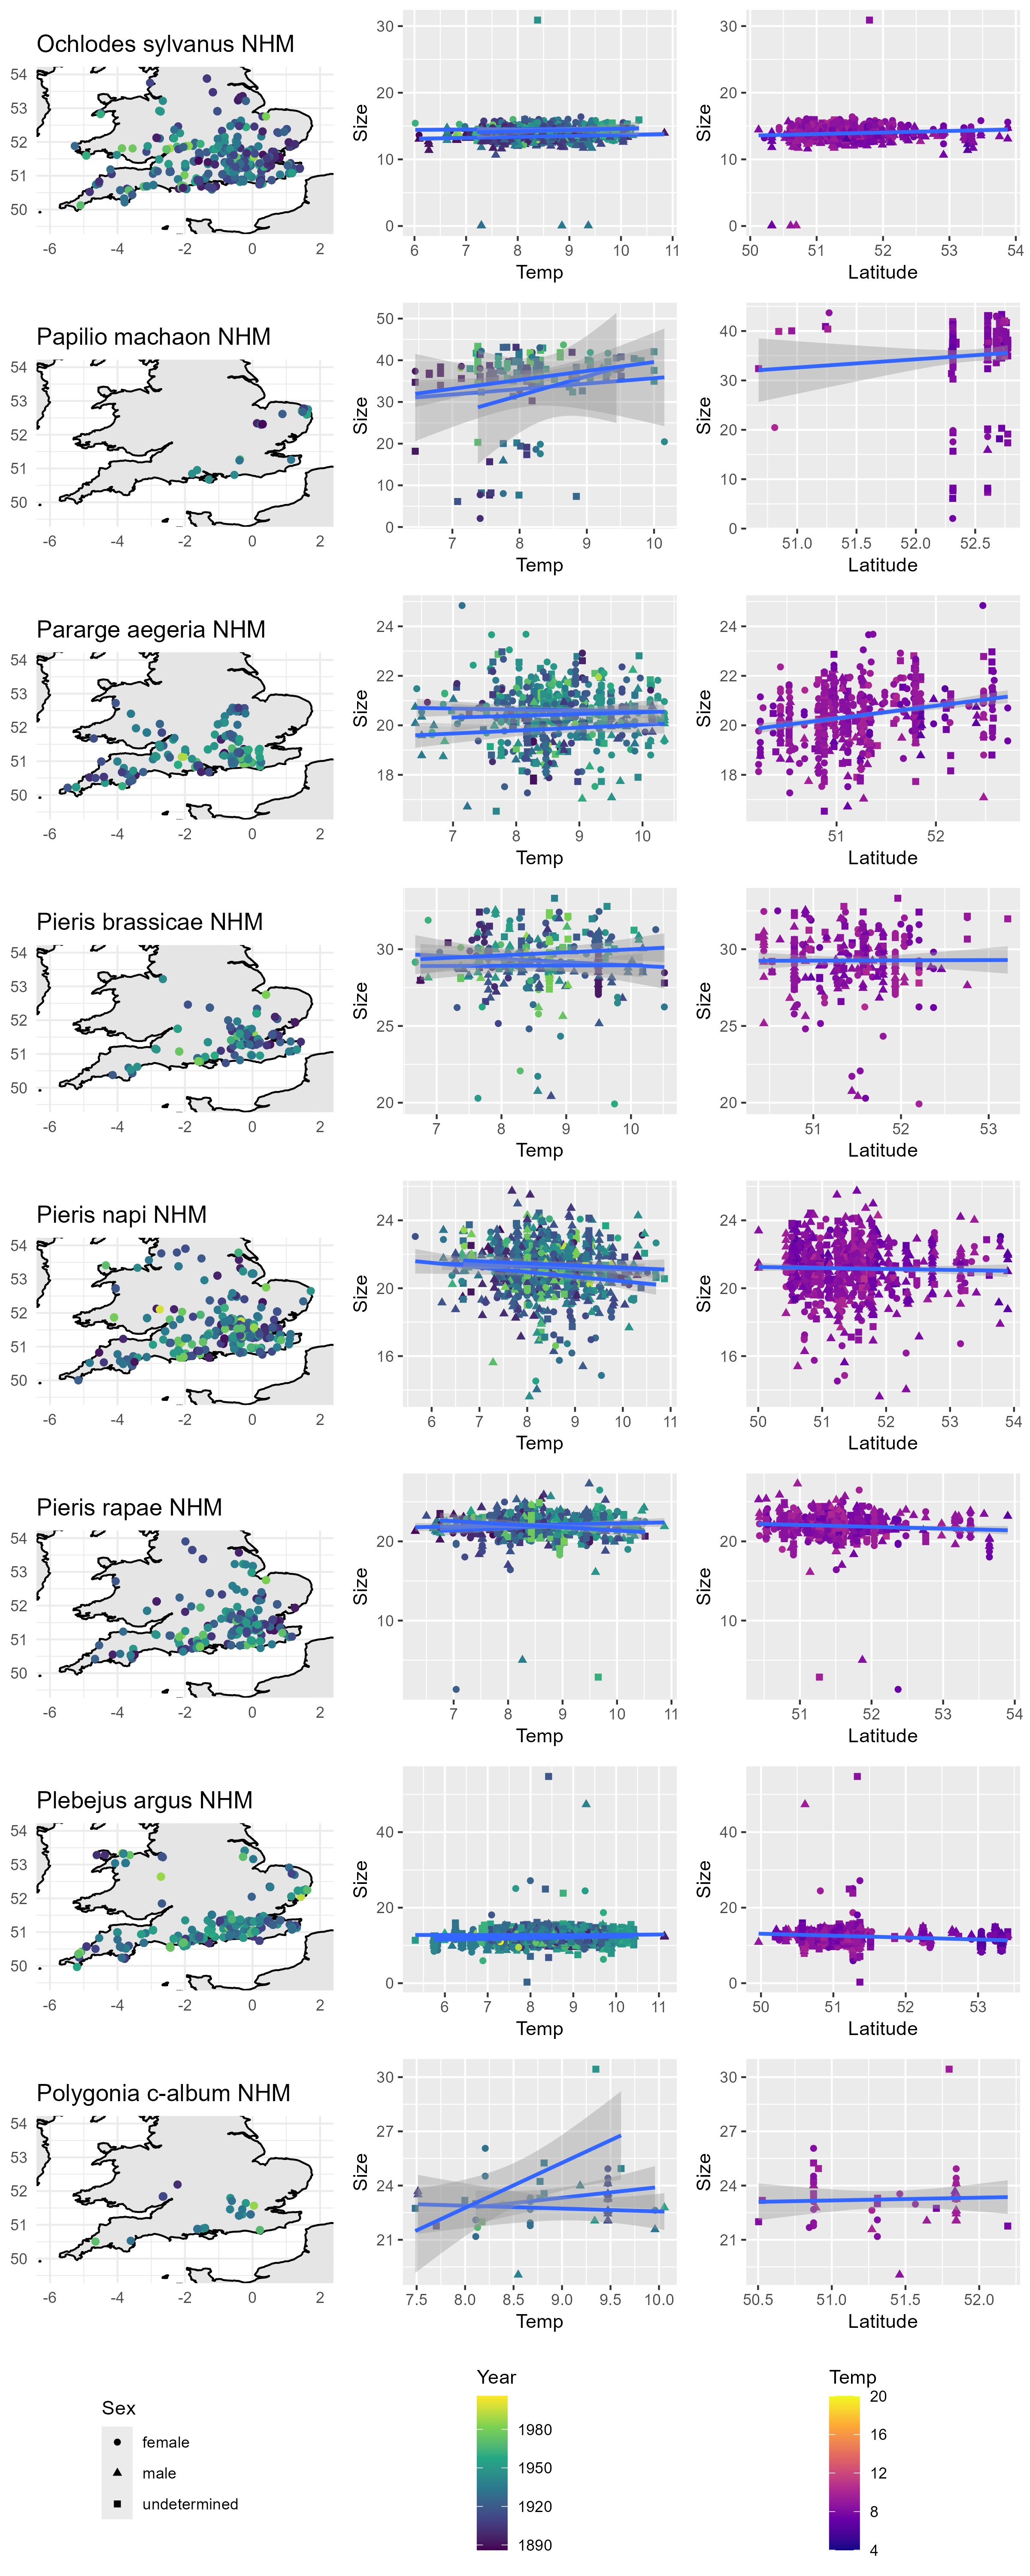 Ochlodes sylvanus NHM
54
53
52
51
50
-6 -4 -2 0 2
Size
30
20
10
0
6 7 8 9 10 11
Temp
Size
30
20
10
0
50 51 52 53 54
Latitude
Papilio machaon NHM
54
53
52
51
50
-6 -4 -2 0 2
Size
50
40
30
20
10
0
7 8 9 10
Temp
Size
40
30
20
10
0
51.0 51.5 52.0 52.5
Latitude
Pararge aegeria NHM
54
53
52
51
50
-6 -4 -2 0 2
Size
24
22
20
18
7 8 9 10
Temp
Size
24
22
20
18
51 52
Latitude
Pieris brassicae NHM
54
53
52
51
50
-6 -4 -2 0 2
Size
30
25
20
7 8 9 10
Temp
Size
30
25
20
51 52 53
Latitude
Pieris napi NHM
54
53
52
51
50
-6 -4 -2 0 2
Size
24
20
16
6 7 8 9 10 11
Temp
Size
24
20
16
50 51 52 53 54
Latitude
Pieris rapae NHM
54
53
52
51
50
-6 -4 -2 0 2
Size
20
10
7 8 9 10 11
Temp
Size
20
10
51 52 53 54
Latitude
Plebejus argus NHM
54
53
52
51
50
-6 -4 -2 0 2
Size
40
20
0
6 7 8 9 10 11
Temp
Size
40
20
0
50 51 52 53
Latitude
Polygonia c-album NHM
54
53
52
51
50
-6 -4 -2 0 2
Size
30
27
24
21
7.5 8.0 8.5 9.0 9.5 10.0
Temp
Size
30
27
24
21
50.5 51.0 51.5 52.0
Latitude
Sex
female
male
undetermined
Year
1980
1950
1920
1890
Temp
20
16
12
8
4